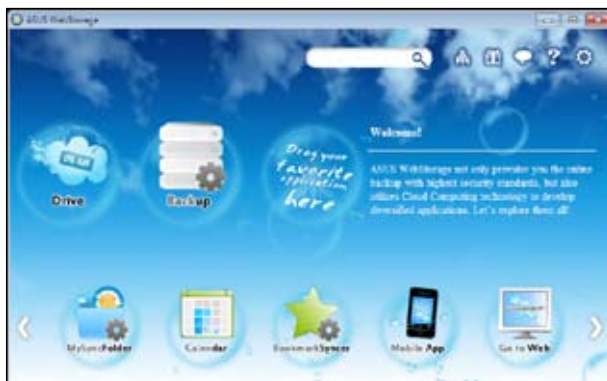 ASUS WebStorage
?
Welcome!
Drag your
favorite
application
here
ASUS WebStorage not only provides you the online
backup with highest security standards, but also
utilizes Cloud Computing technology to develop
diversified applications. Let's explore them all!
Drive
Backup
MySyncFolder
Calendar
BookmarkSyncer
Mobile App
Go to Web